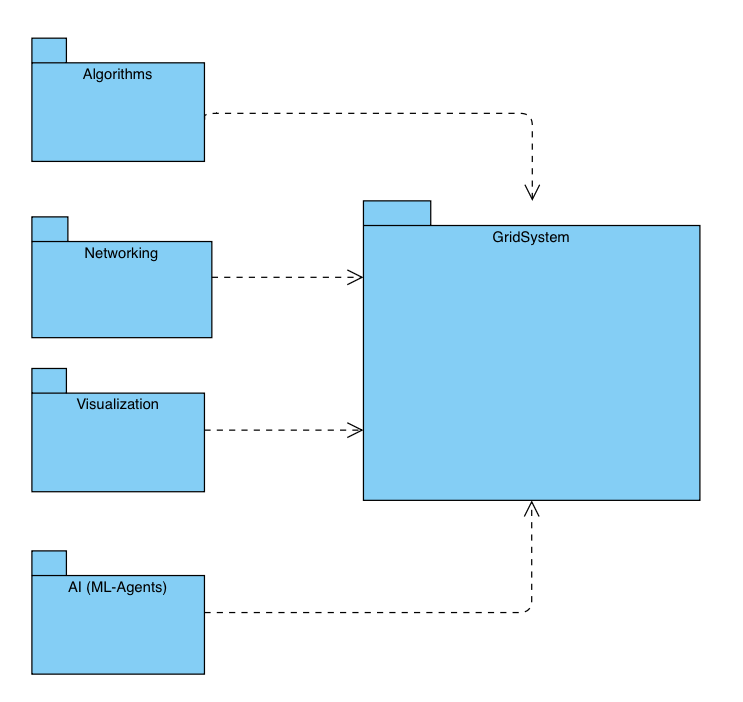 Algorithms
Networking
GridSystem
Visualization
AI (ML-Agents)